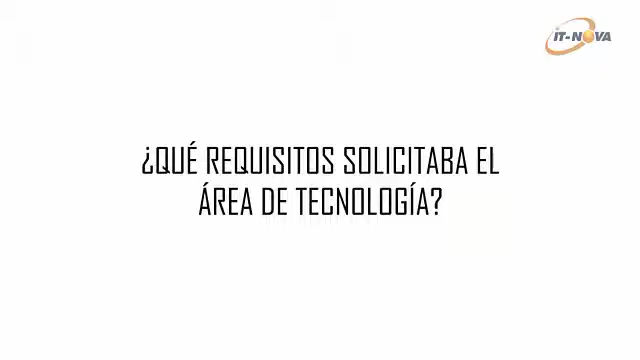 IT-NOVA
¿QUÉ REQUISITOS SOLICITABA EL
ÁREA DE TECNOLOGÍA?